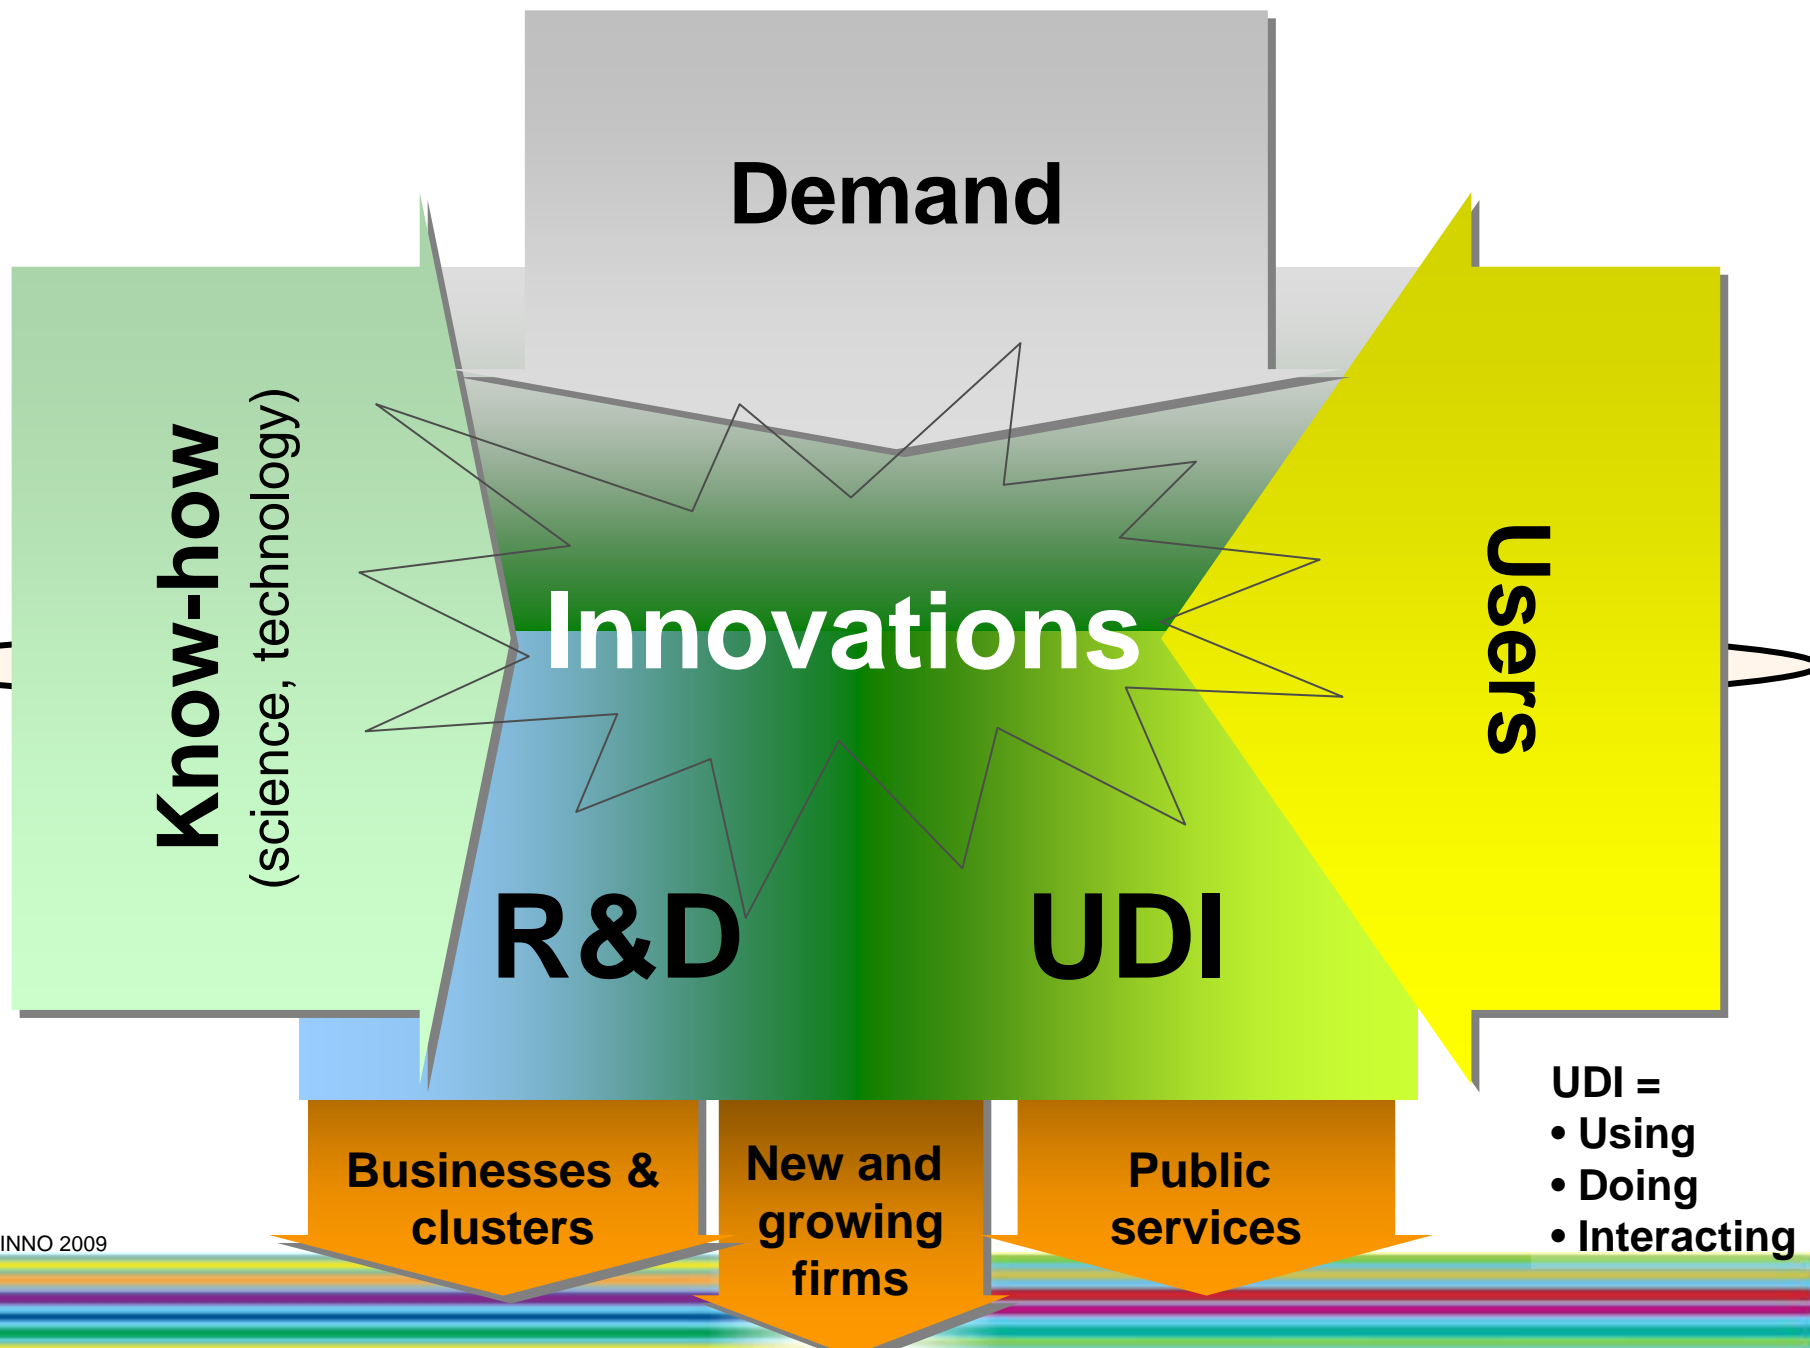 Demand
Know-how
(science, technology)
Innovations
Users
R&D
UDI
Businesses &
clusters
New and
growing
firms
Public
services
UDI =
• Using
• Doing
• Interacting
INNO 2009